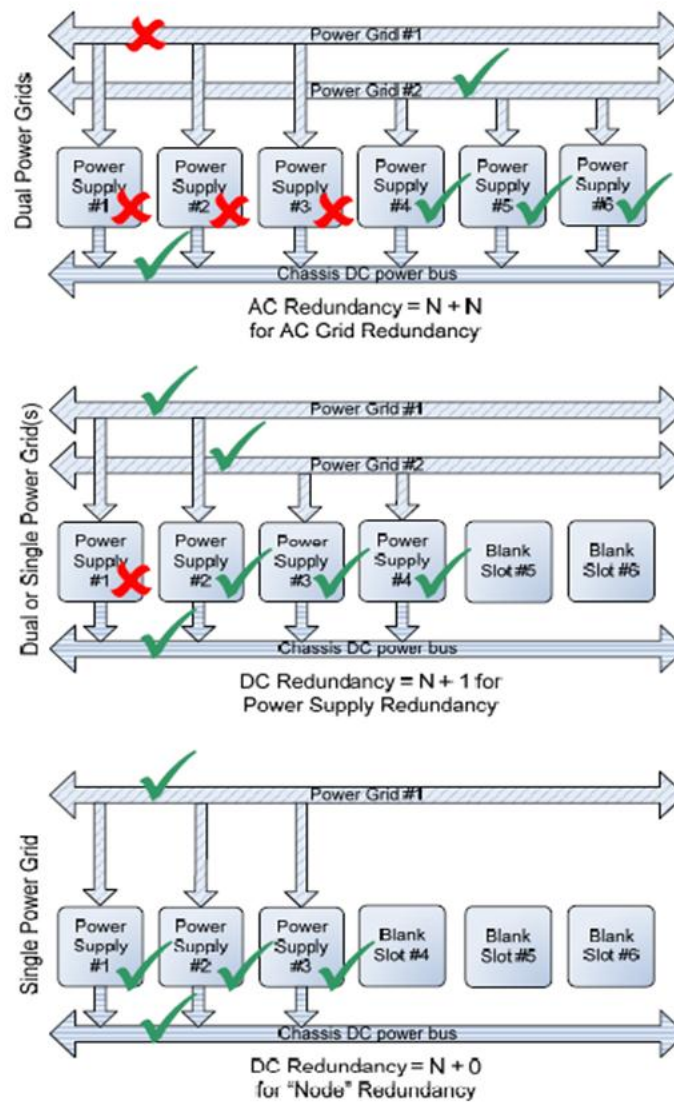 Dual Power Grids
Power Grid #1
Power Grid #2
Power
Supply
#1
Power
Supply
#2
Power
Supply
#3
Power
Supply
#4
Power
Supply
#5
Power
Supply
#6
Chassis DC power bus
AC Redundancy = N + N
for AC Grid Redundancy
Dual or Single Power Grid(s)
Power Grid #1
Power Grid #2
Power
Supply
#1
Power
Supply
#2
Power
Supply
#3
Power
Supply
#4
Blank
Slot #5
Blank
Slot #6
Chassis DC power bus
DC Redundancy = N + 1 for
Power Supply Redundancy
Single Power Grid
Power Grid #1
Power
Supply
#1
Power
Supply
#2
Power
Supply
#3
Blank
Slot #4
Blank
Slot #5
Blank
Slot #6
Chassis DC power bus
DC Redundancy = N + 0
for "Node" Redundancy